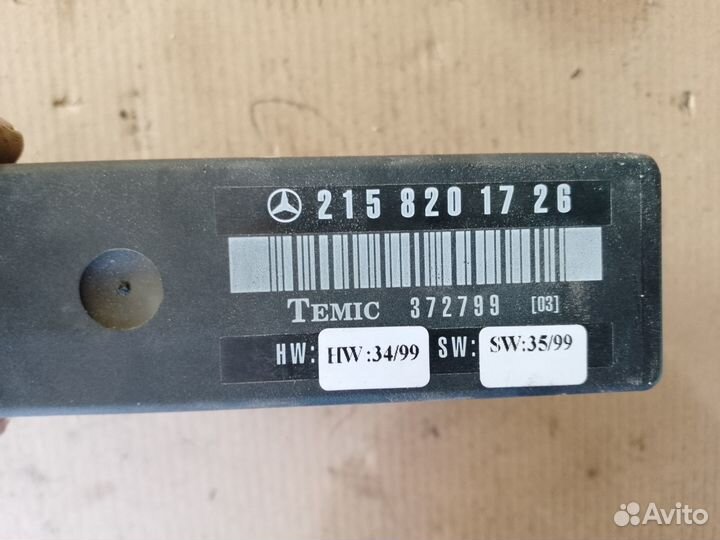 215 820 17 26
TEMIC 372799 [03]
HW: HW:34/99 SW: SW:35/99
Avito